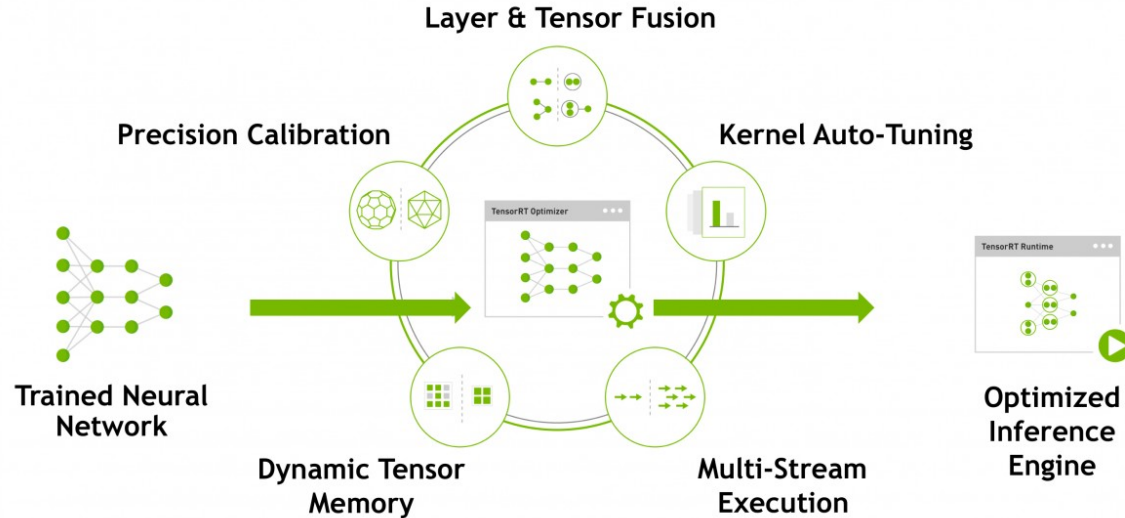 Layer & Tensor Fusion
Precision Calibration
Kernel Auto-Tuning
TensorRT Optimizer
TensorRT Runtime
Trained Neural
Network
Optimized
Inference
Engine
Dynamic Tensor
Memory
Multi-Stream
Execution